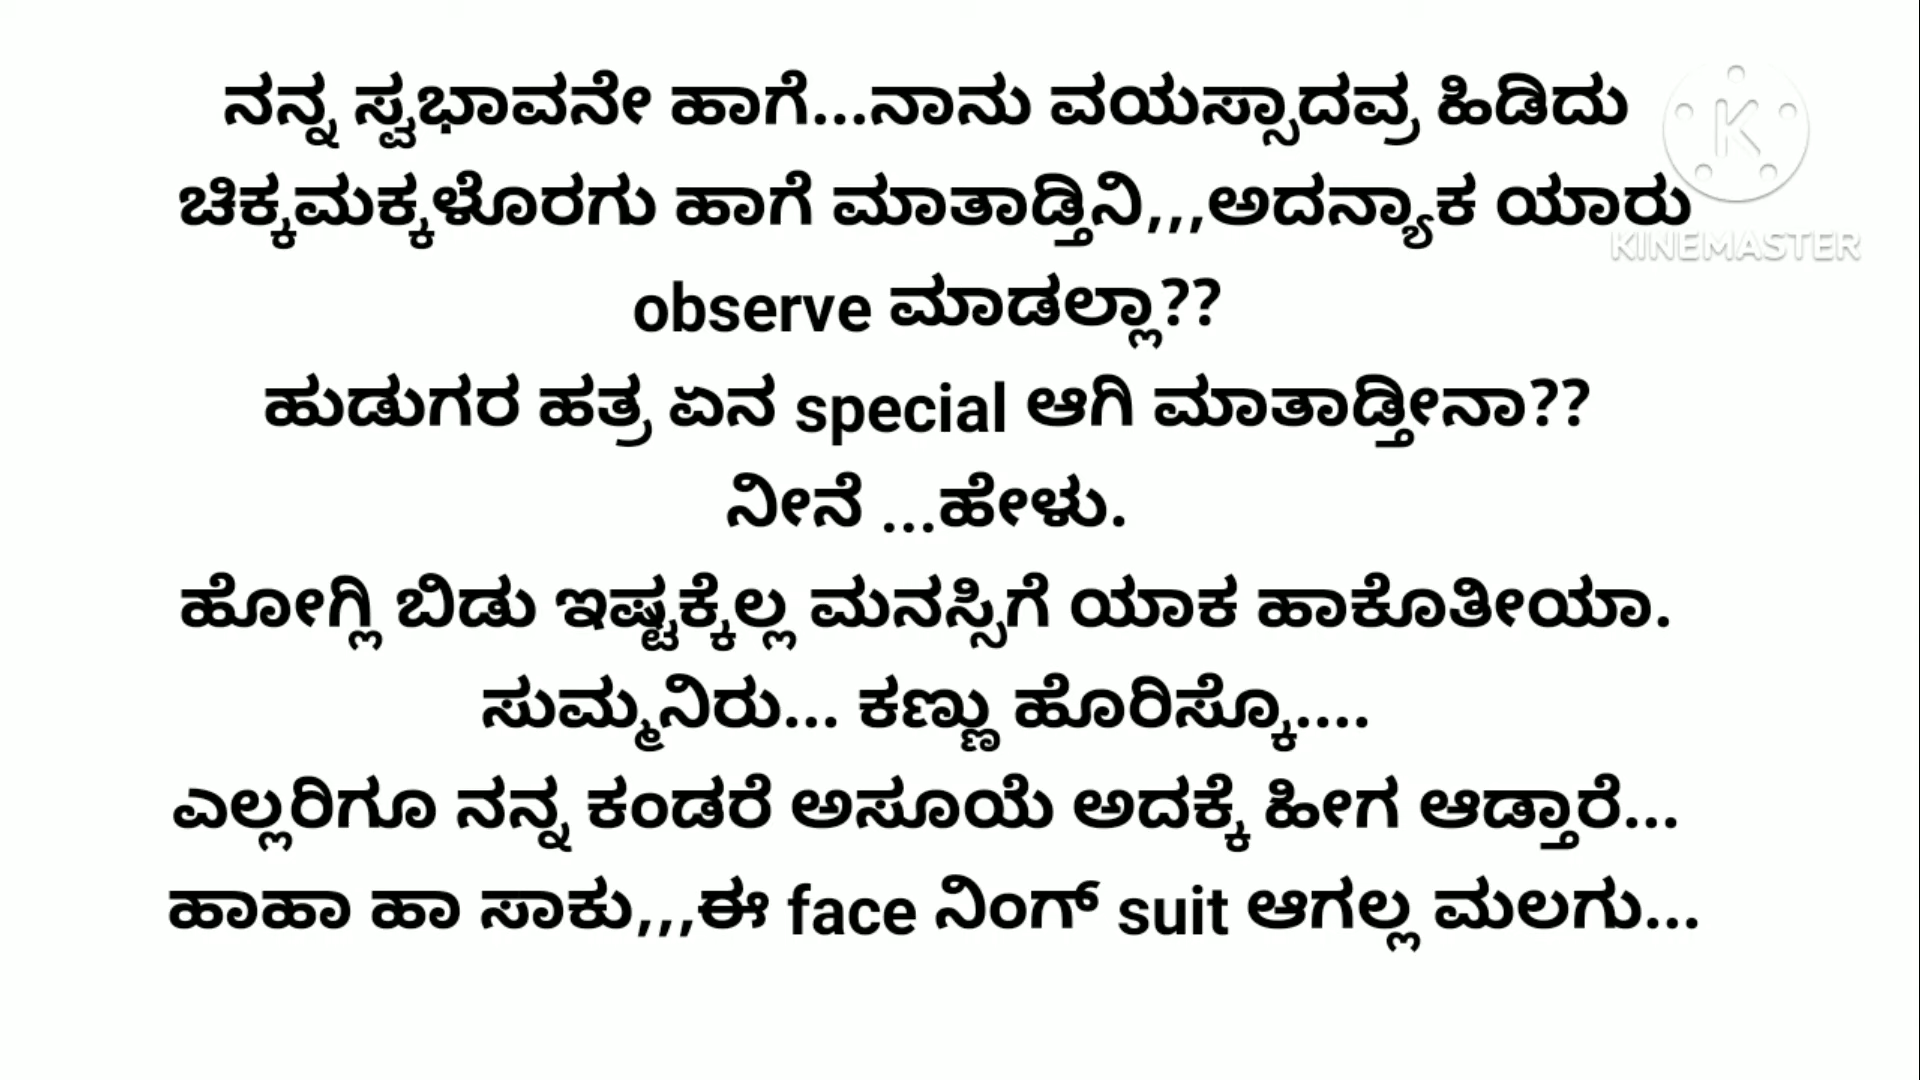 ನನ್ನ ಸ್ವಭಾವನೇ ಹಾಗೆ...ನಾನು ವಯಸ್ಸಾದವ್ರ ಹಿಡಿದು
ಚಿಕ್ಕಮಕ್ಕಳೊರಗು ಹಾಗೆ ಮಾತಾಡ್ತಿನಿ,,,ಅದನ್ಯಾಕ ಯಾರು
observe ಮಾಡಲ್ಲಾ??
ಹುಡುಗರ ಹತ್ರ ಏನ special ಆಗಿ ಮಾತಾಡ್ತೀನಾ??
ನೀನೆ ...ಹೇಳು.
ಹೋಗ್ಲಿ ಬಿಡು ಇಷ್ಟಕ್ಕೆಲ್ಲ ಮನಸ್ಸಿಗೆ ಯಾಕ ಹಾಕೊತೀಯಾ.
ಸುಮ್ಮನಿರು... ಕಣ್ಣು ಹೊರಿಸ್ಕೊ....
ಎಲ್ಲರಿಗೂ ನನ್ನ ಕಂಡರೆ ಅಸೂಯೆ ಅದಕ್ಕೆ ಹೀಗ ಆಡ್ತಾರೆ...
ಹಾಹಾ ಹಾ ಸಾಕು,,,ಈ face ನಿಂಗ್ suit ಆಗಲ್ಲ ಮಲಗು...
K
KINEMASTER